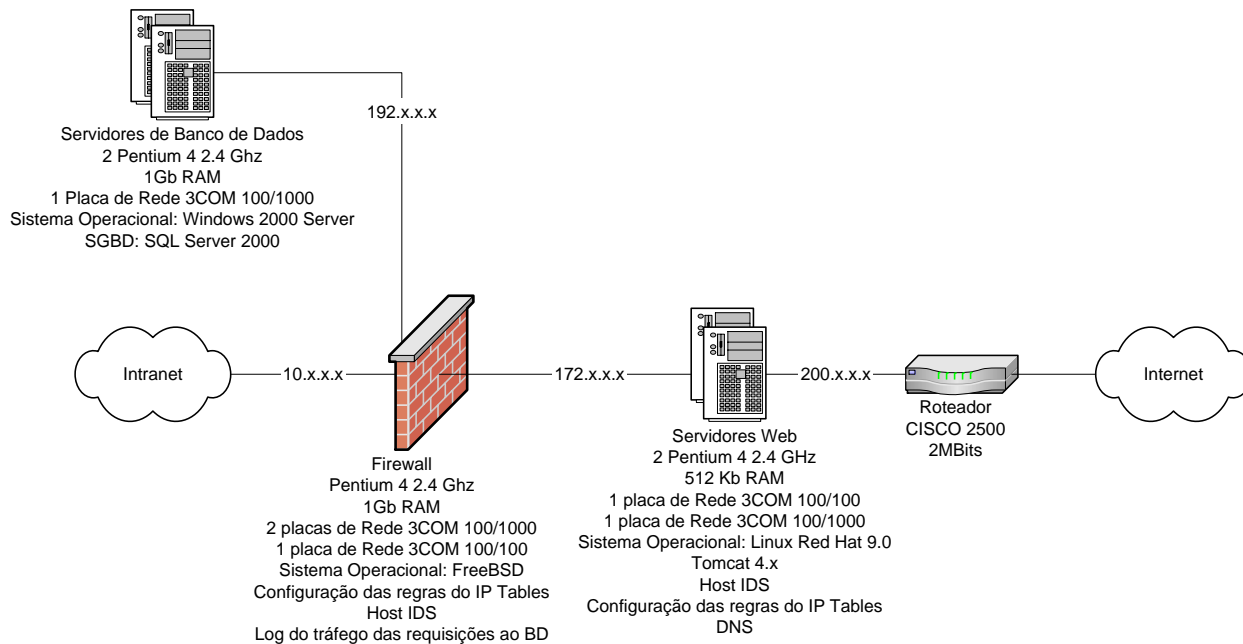 192.x.x.x
Servidores de Banco de Dados
2 Pentium 4 2.4 Ghz
1Gb RAM
1 Placa de Rede 3COM 100/1000
Sistema Operacional: Windows 2000 Server
SGBD: SQL Server 2000
Intranet
10.x.x.x
172.x.x.x
200.x.x.x
Internet
Roteador
CISCO 2500
2MBits
Firewall
Pentium 4 2.4 Ghz
1Gb RAM
2 placas de Rede 3COM 100/1000
1 placa de Rede 3COM 100/100
Sistema Operacional: FreeBSD
Configuração das regras do IP Tables
Host IDS
Log do tráfego das requisições ao BD
Servidores Web
2 Pentium 4 2.4 GHz
512 Kb RAM
1 placa de Rede 3COM 100/100
1 placa de Rede 3COM 100/1000
Sistema Operacional: Linux Red Hat 9.0
Tomcat 4.x
Host IDS
Configuração das regras do IP Tables
DNS